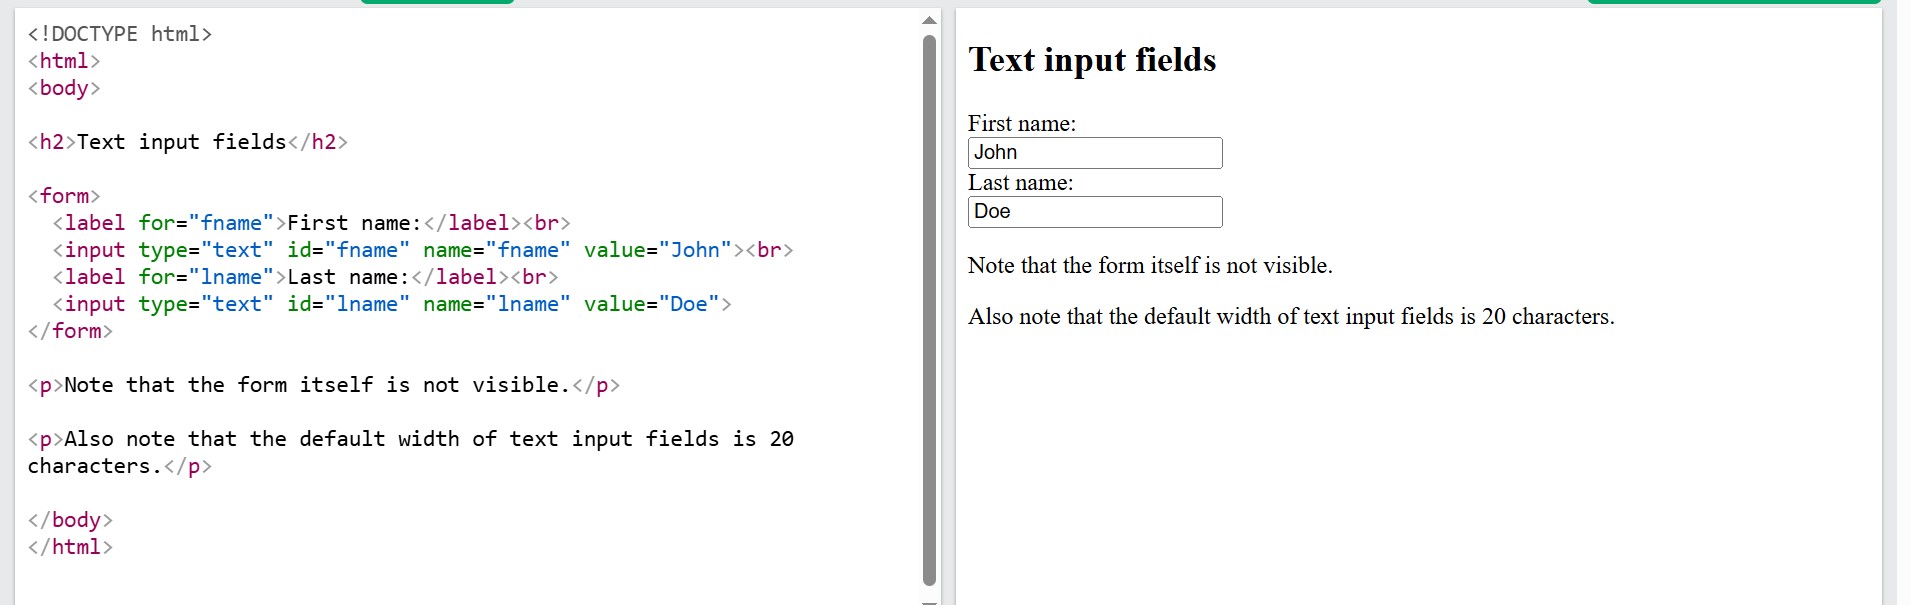 <!DOCTYPE html>
<html>
<body>
<h2>Text input fields</h2>
<form>
  <label for="fname">First name:</label><br>
  <input type="text" id="fname" name="fname" value="John"><br>
  <label for="lname">Last name:</label><br>
  <input type="text" id="lname" name="lname" value="Doe">
</form>
<p>Note that the form itself is not visible.</p>
<p>Also note that the default width of text input fields is 20
characters.</p>
</body>
</html>
Text input fields
First name:
John
Last name:
Doe
Note that the form itself is not visible.
Also note that the default width of text input fields is 20 characters.